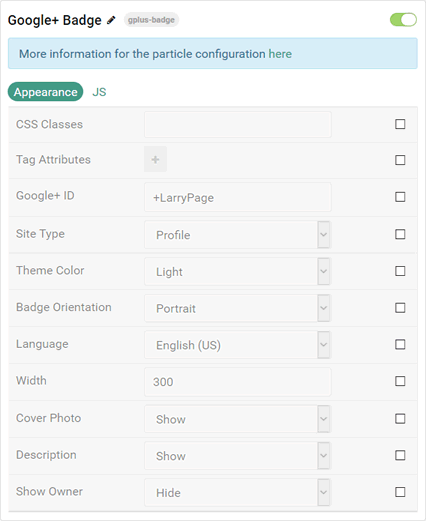 Google+ Badge gplus-badge
More information for the particle configuration here
Appearance JS
CSS Classes
Tag Attributes +
Google+ ID +LarryPage
Site Type Profile
Theme Color Light
Badge Orientation Portrait
Language English (US)
Width 300
Cover Photo Show
Description Show
Show Owner Hide